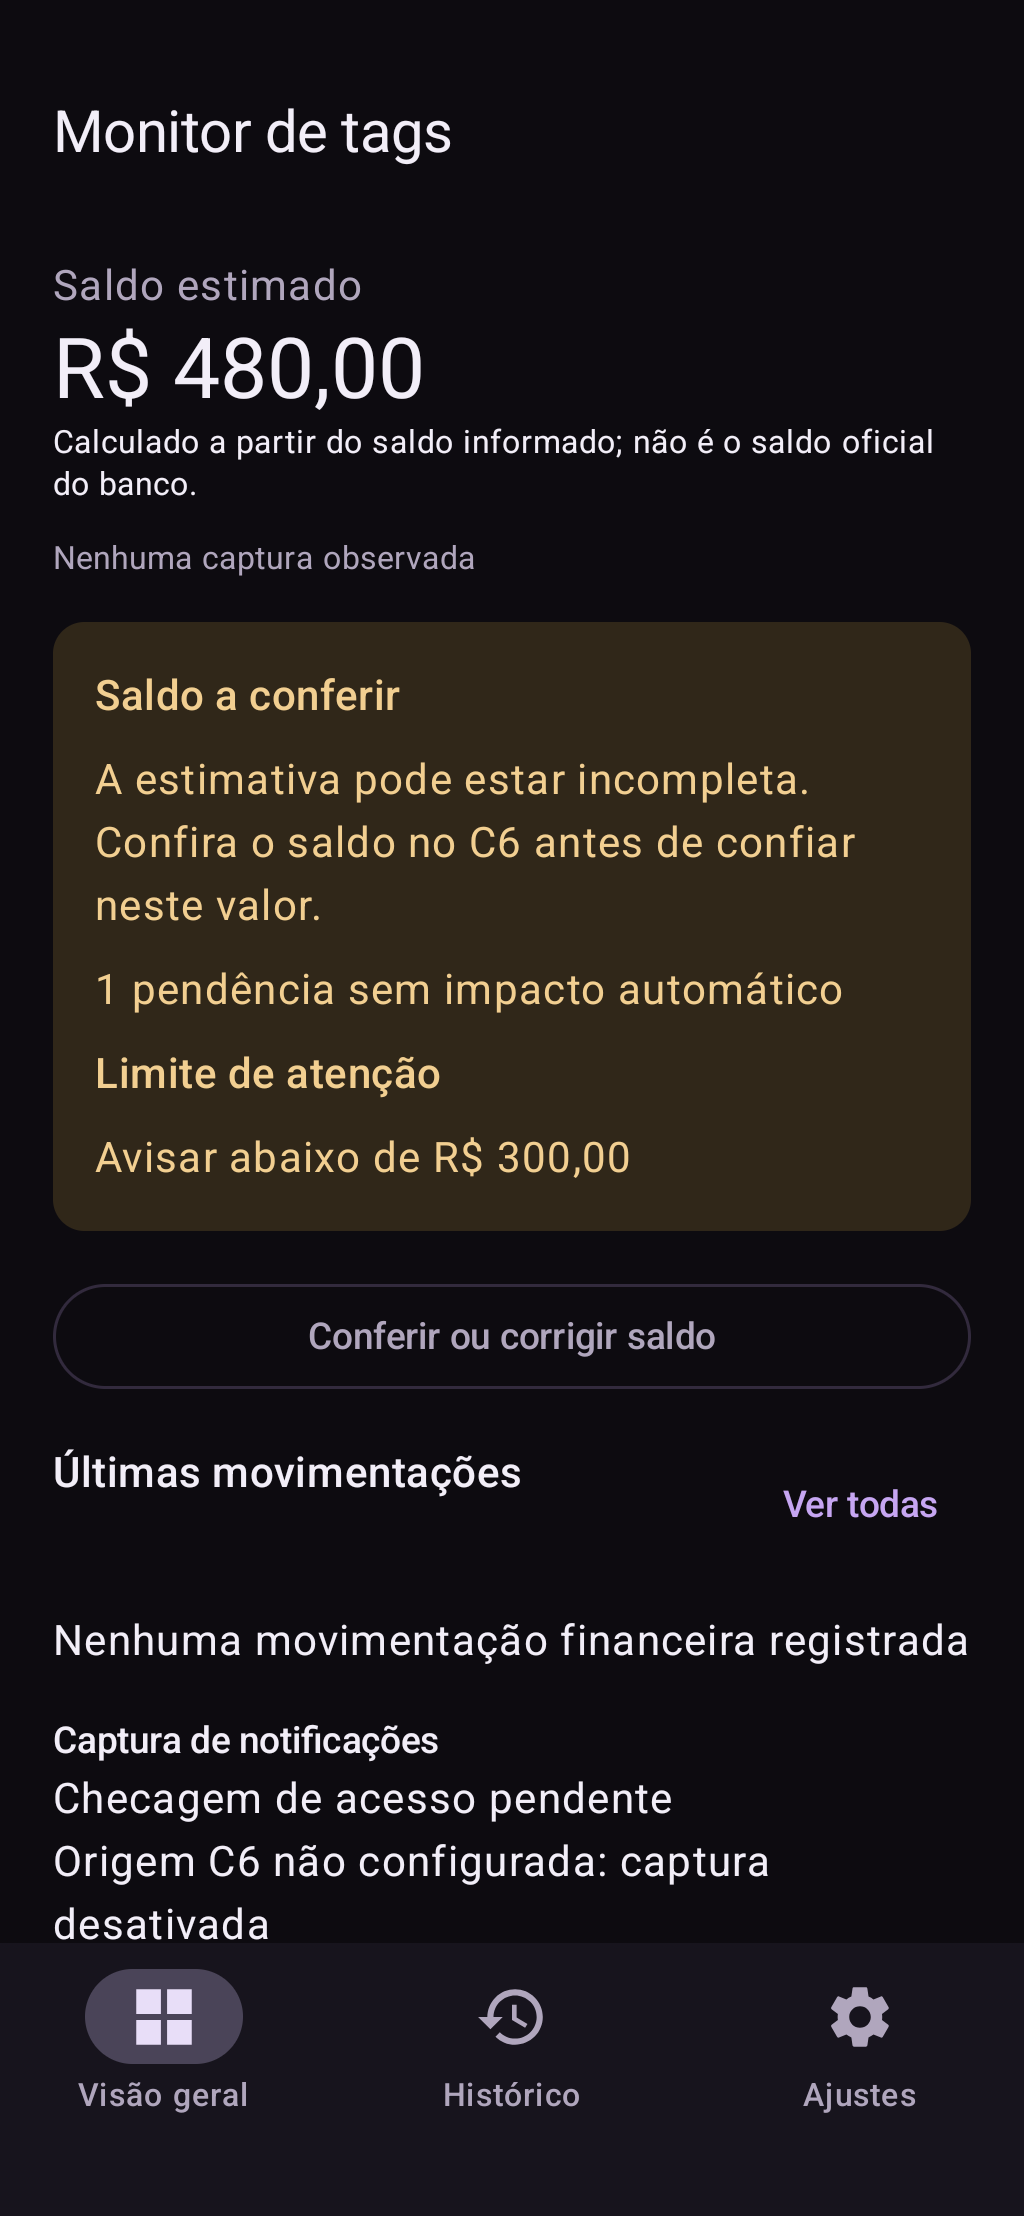 Monitor de tags
Saldo estimado
R$ 480,00
Calculado a partir do saldo informado; não é o saldo oficial
do banco.
Nenhuma captura observada
Saldo a conferir
A estimativa pode estar incompleta.
Confira o saldo no C6 antes de confiar
neste valor.
1 pendência sem impacto automático
Limite de atenção
Avisar abaixo de R$ 300,00
Conferir ou corrigir saldo
Últimas movimentações
Ver todas
Nenhuma movimentação financeira registrada
Captura de notificações
Checagem de acesso pendente
Origem C6 não configurada: captura
desativada
Visão geral
Histórico
Ajustes